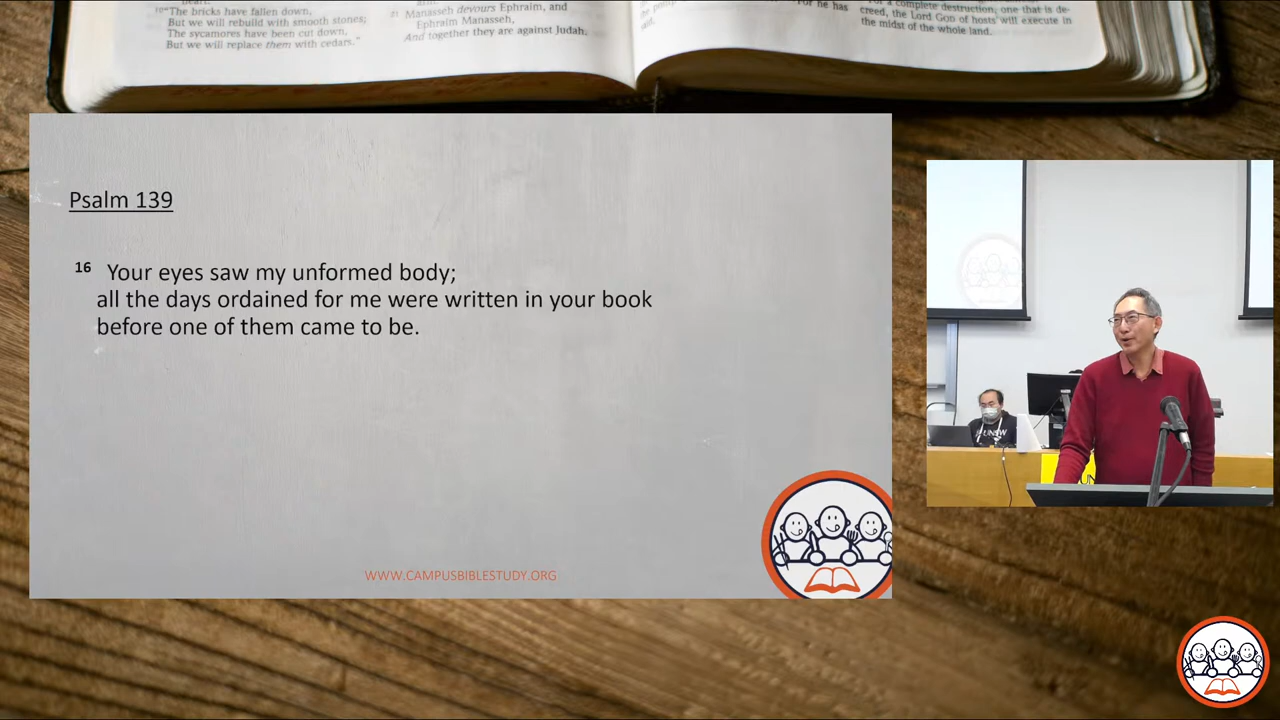 10"The bricks have fallen down,
But we will rebuild with smooth stones;
The sycamores have been cut down,
But we will replace them with cedars."
21 Manasseh devours Ephraim, and
Ephraim Manasseh,
And together they are against Judah.
For he has
a complete destruction, one that is de-
creed, the Lord GOD of hosts will execute in
the midst of the whole land.
Psalm 139
16 Your eyes saw my unformed body;
all the days ordained for me were written in your book
before one of them came to be.
WWW.CAMPUSBIBLESTUDY.ORG
UNSW